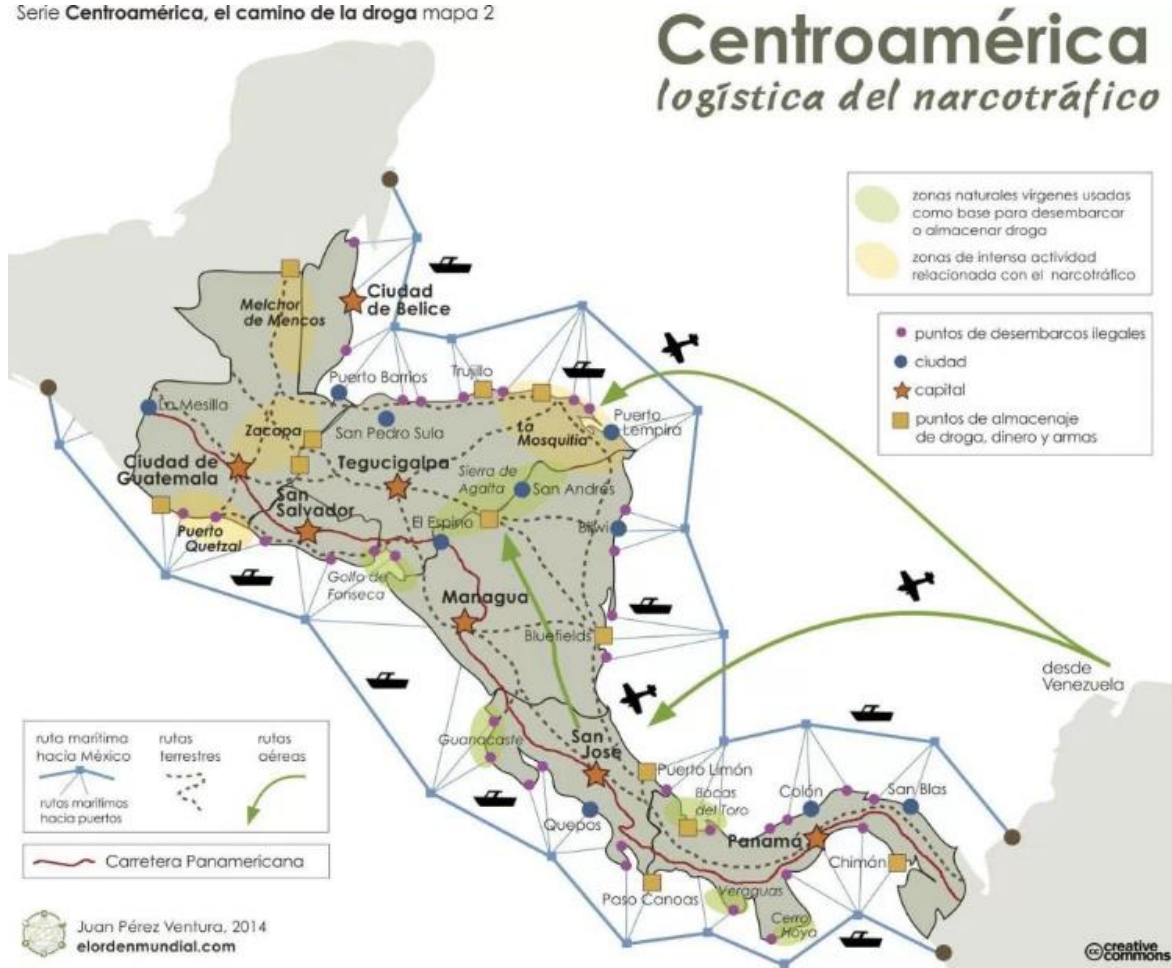 Serie Centroamérica, el camino de la droga mapa 2
Centroamérica
logística del narcotráfico
zonas naturales vírgenes usadas
como base para desembarcar
o almacenar droga
zonas de intensa actividad
relacionada con el narcotráfico
puntos de desembarcos ilegales
ciudad
capital
puntos de almacenaje
de droga, dinero y armas
Melchor
de Mencos
Ciudad
de Belice
Puerto Barrios
Trujillo
La Mesilla
San Pedro Sula
Zacapa
La
Mosquitia
Puerto
Lempira
Ciudad de
Guatemala
Tegucigalpa
Sierra de
Agalta
San Andrés
San
Salvador
El Espino
Puerto
Quetzal
Bilwi
Golfo de
Fonseca
Managua
Bluefields
desde
Venezuela
Guanacaste
San
José
Puerto Limón
Bocas
del Toro
Colón
San Blas
Quepos
Panamá
Chimán
Paso Canoas
Veraguas
Cerro
Hoya
ruta marítima
hacia México
rutas
terrestres
rutas
aéreas
rutas marítimas
hacia puertos
Carretera Panamericana
Juan Pérez Ventura, 2014
elordenmundial.com
cc creative
commons